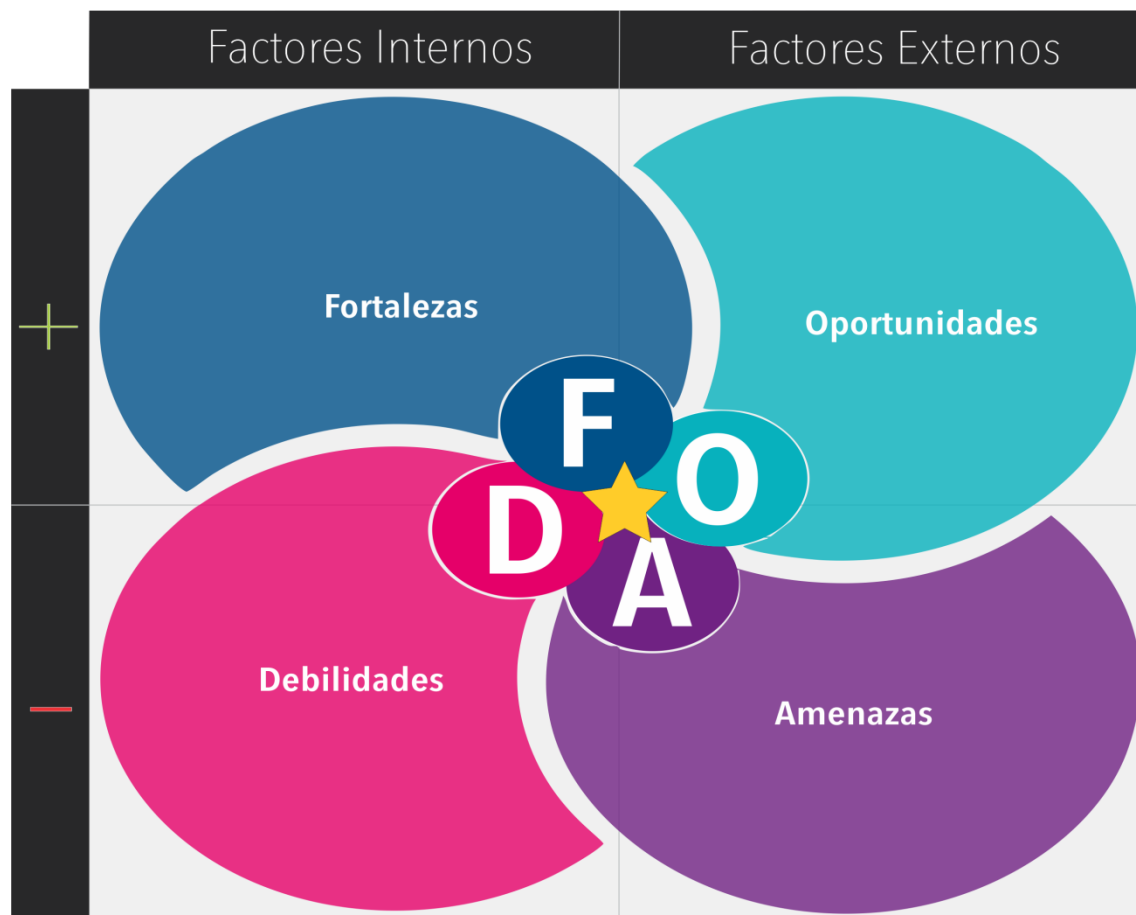 Factores Internos
Factores Externos
+
Fortalezas
Oportunidades
F
O
D
A
−
Debilidades
Amenazas